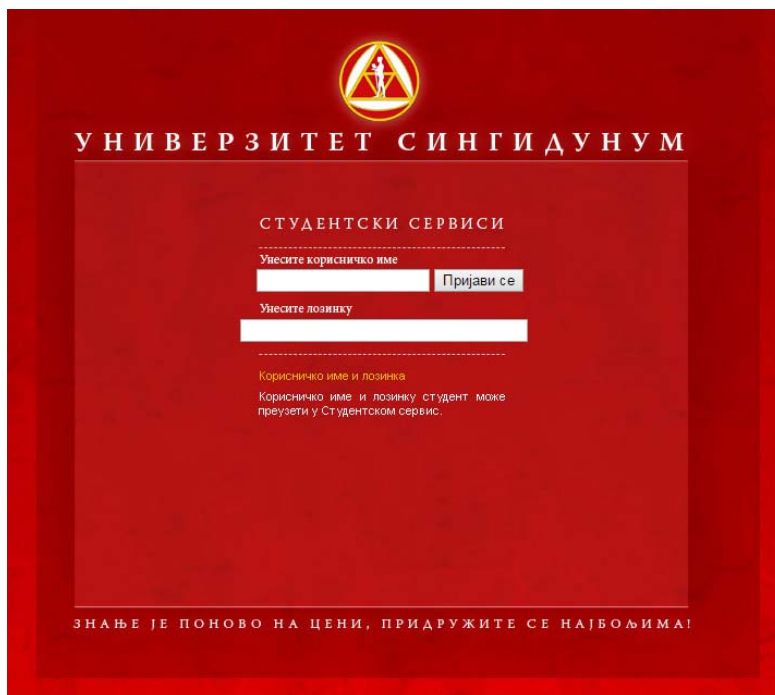 УНИВЕРЗИТЕТ СИНГИДУНУМ
СТУДЕНТСКИ СЕРВИСИ
Унесите корисничко име
Пријави се
Унесите лозинку
Корисничко име и лозинка
Корисничко име и лозинку студент може
преузети у Студентском сервис.
ЗНАЊЕ ЈЕ ПОНОВО НА ЦЕНИ, ПРИДРУЖИТЕ СЕ НАЈБОЉИМА!